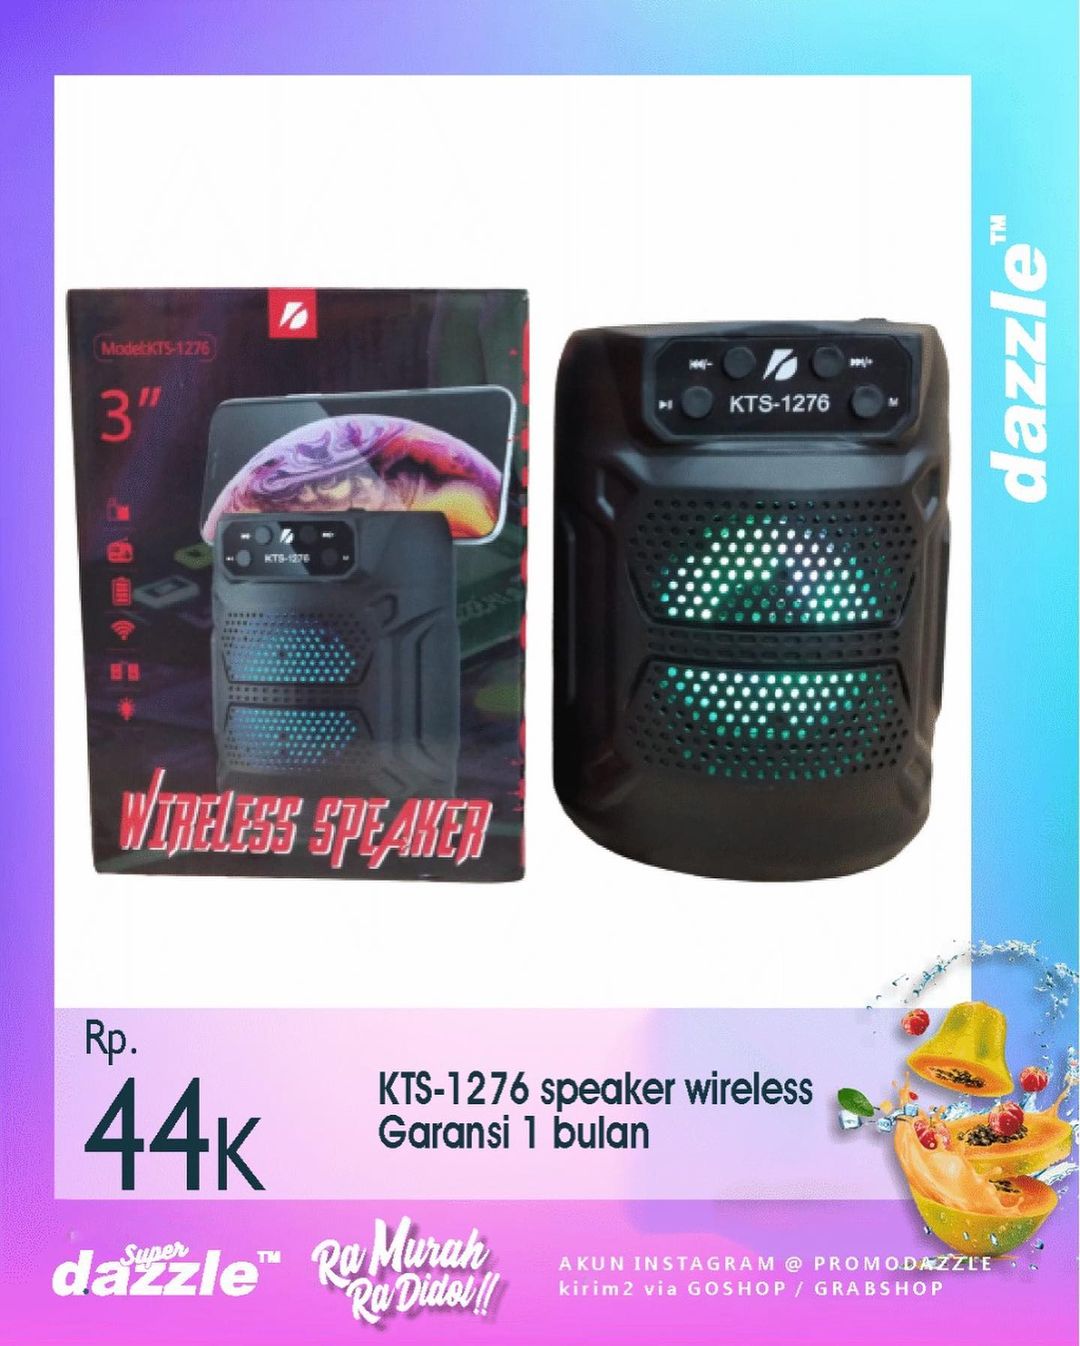 dazzle™
Model:KTS-1276
3"
KTS-1276
WIRELESS SPEAKER
KTS-1276
M
Rp.
44K
KTS-1276 speaker wireless
Garansi 1 bulan
Super
dazzle™
Ra Murah
Ra Didol!!
AKUN INSTAGRAM @ PROMODAZZLE
kirim2 via GOSHOP / GRABSHOP